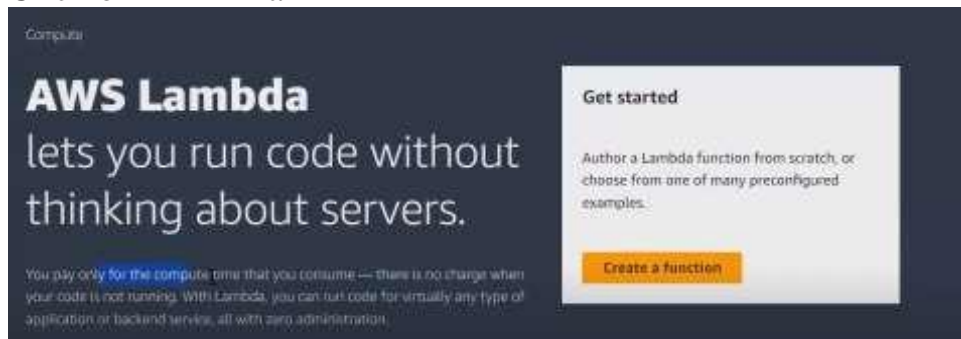 Compute
AWS Lambda
lets you run code without
thinking about servers.
You pay only for the compute time that you consume — there is no charge when
your code is not running. With Lambda, you can run code for virtually any type of
application or backend service, all with zero administration.
Get started
Author a Lambda function from scratch, or
choose from one of many preconfigured
examples.
Create a function